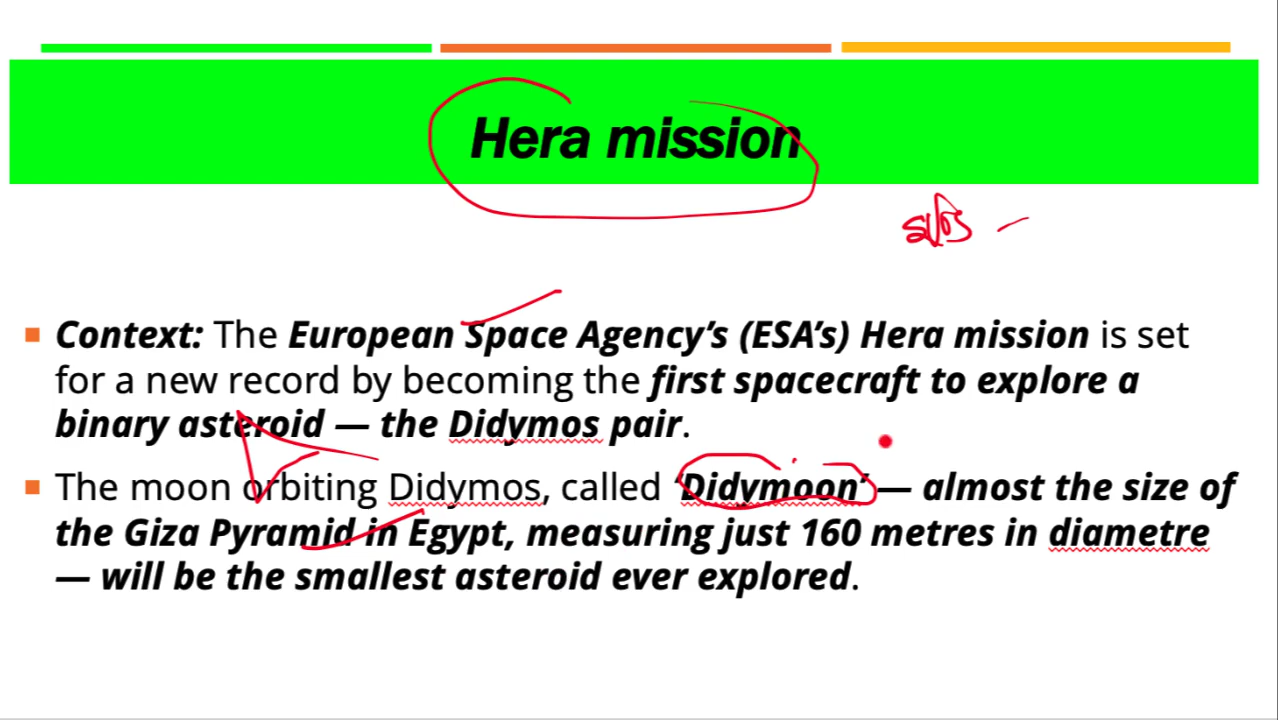 Hera mission
Context: The European Space Agency’s (ESA’s) Hera mission is set
for a new record by becoming the first spacecraft to explore a
binary asteroid — the Didymos pair.
The moon orbiting Didymos, called ‘Didymoon’ — almost the size of
the Giza Pyramid in Egypt, measuring just 160 metres in diametre
— will be the smallest asteroid ever explored.